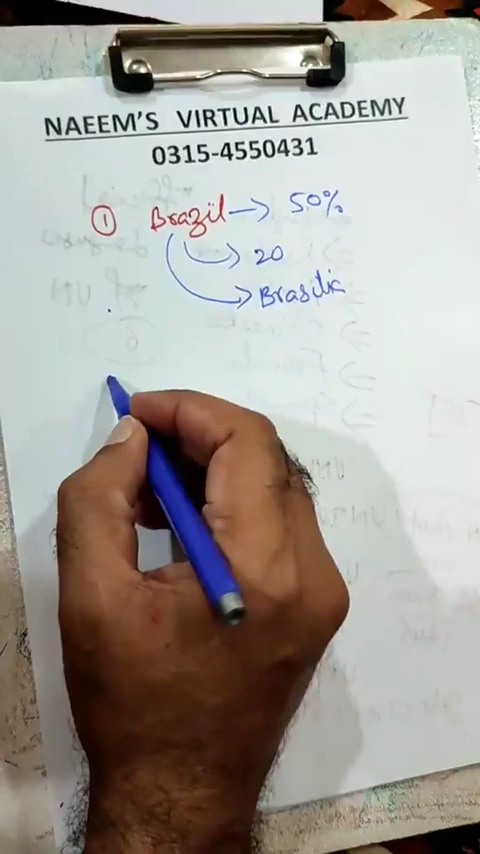 NAEEM'S VIRTUAL ACADEMY
0315-4550431
① Brazil → 50%
→ 20
→ Brasilia